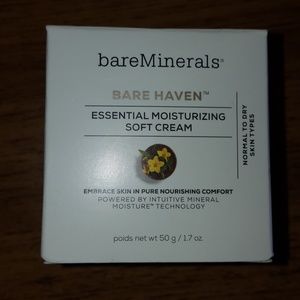 bareMinerals™
BARE HAVEN™
ESSENTIAL MOISTURIZING
SOFT CREAM
EMBRACE SKIN IN PURE NOURISHING COMFORT
POWERED BY INTUITIVE MINERAL
MOISTURE™ TECHNOLOGY
poids net wt 50 g / 1.7 oz.
NORMAL TO DRY
SKIN TYPES